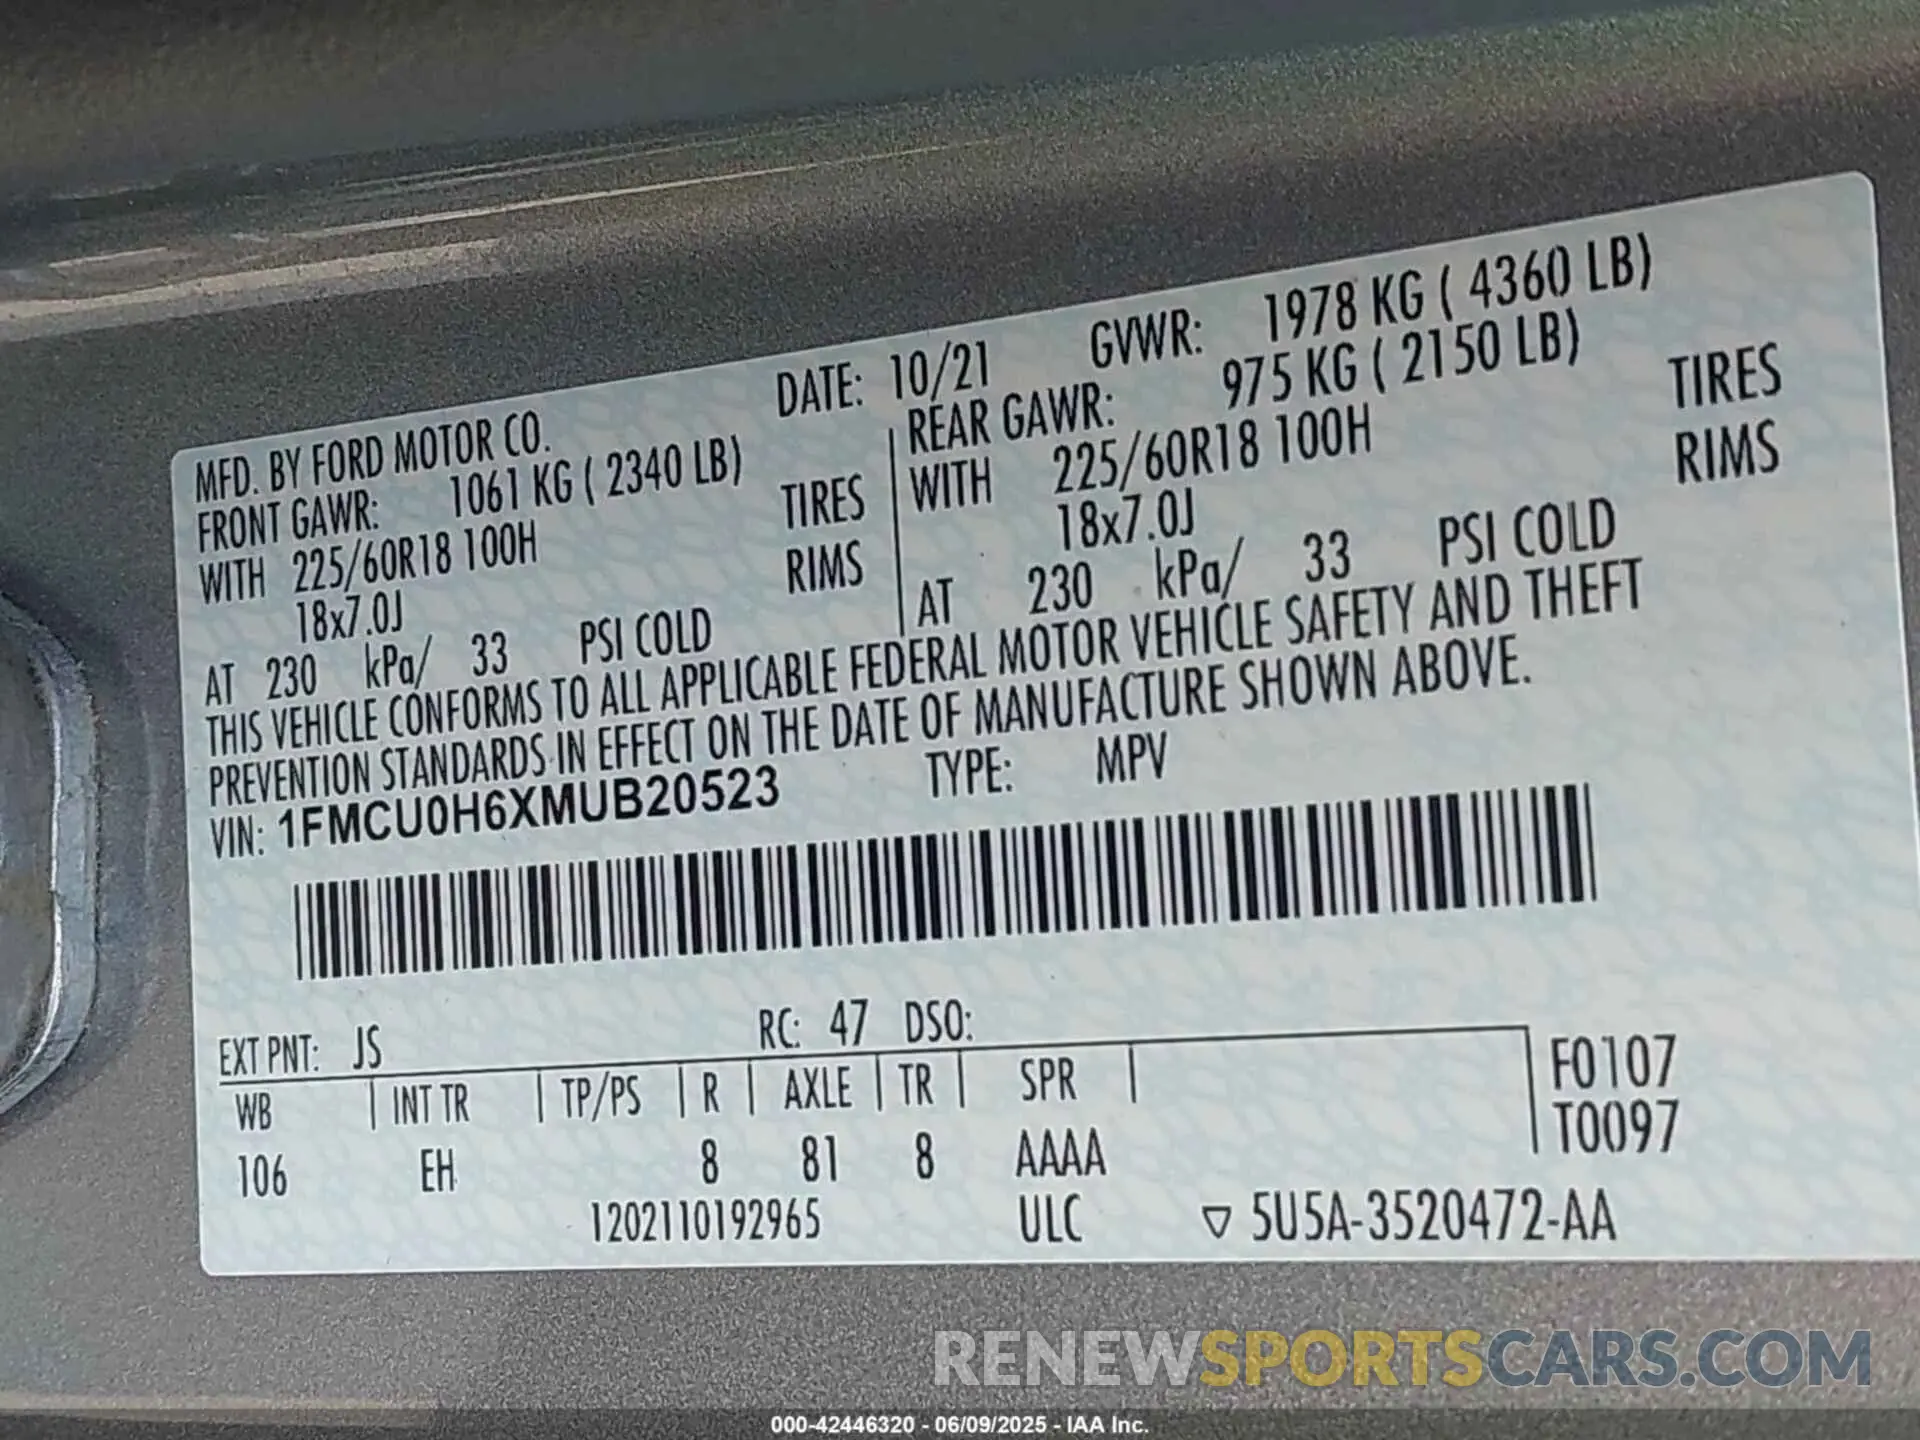 MFD. BY FORD MOTOR CO. DATE: 10/21 GVWR: 1978 KG ( 4360 LB)
FRONT GAWR: 1061 KG ( 2340 LB) REAR GAWR: 975 KG ( 2150 LB)
WITH 225/60R18 100H TIRES WITH 225/60R18 100H TIRES
18x7.0J RIMS 18x7.0J RIMS
AT 230 kPa/ 33 PSI COLD AT 230 kPa/ 33 PSI COLD
THIS VEHICLE CONFORMS TO ALL APPLICABLE FEDERAL MOTOR VEHICLE SAFETY AND THEFT
PREVENTION STANDARDS IN EFFECT ON THE DATE OF MANUFACTURE SHOWN ABOVE.
VIN: 1FMCU0H6XMUB20523 TYPE: MPV
EXT PNT: JS RC: 47 DSO:
WB INT TR TP/PS R AXLE TR SPR F0107
106 EH 8 81 8 AAAA T0097
1202110192965 ULC ▽ 5U5A-3520472-AA
RENEWSPORTSCARS.COM
000-42446320 - 06/09/2025 - IAA Inc.